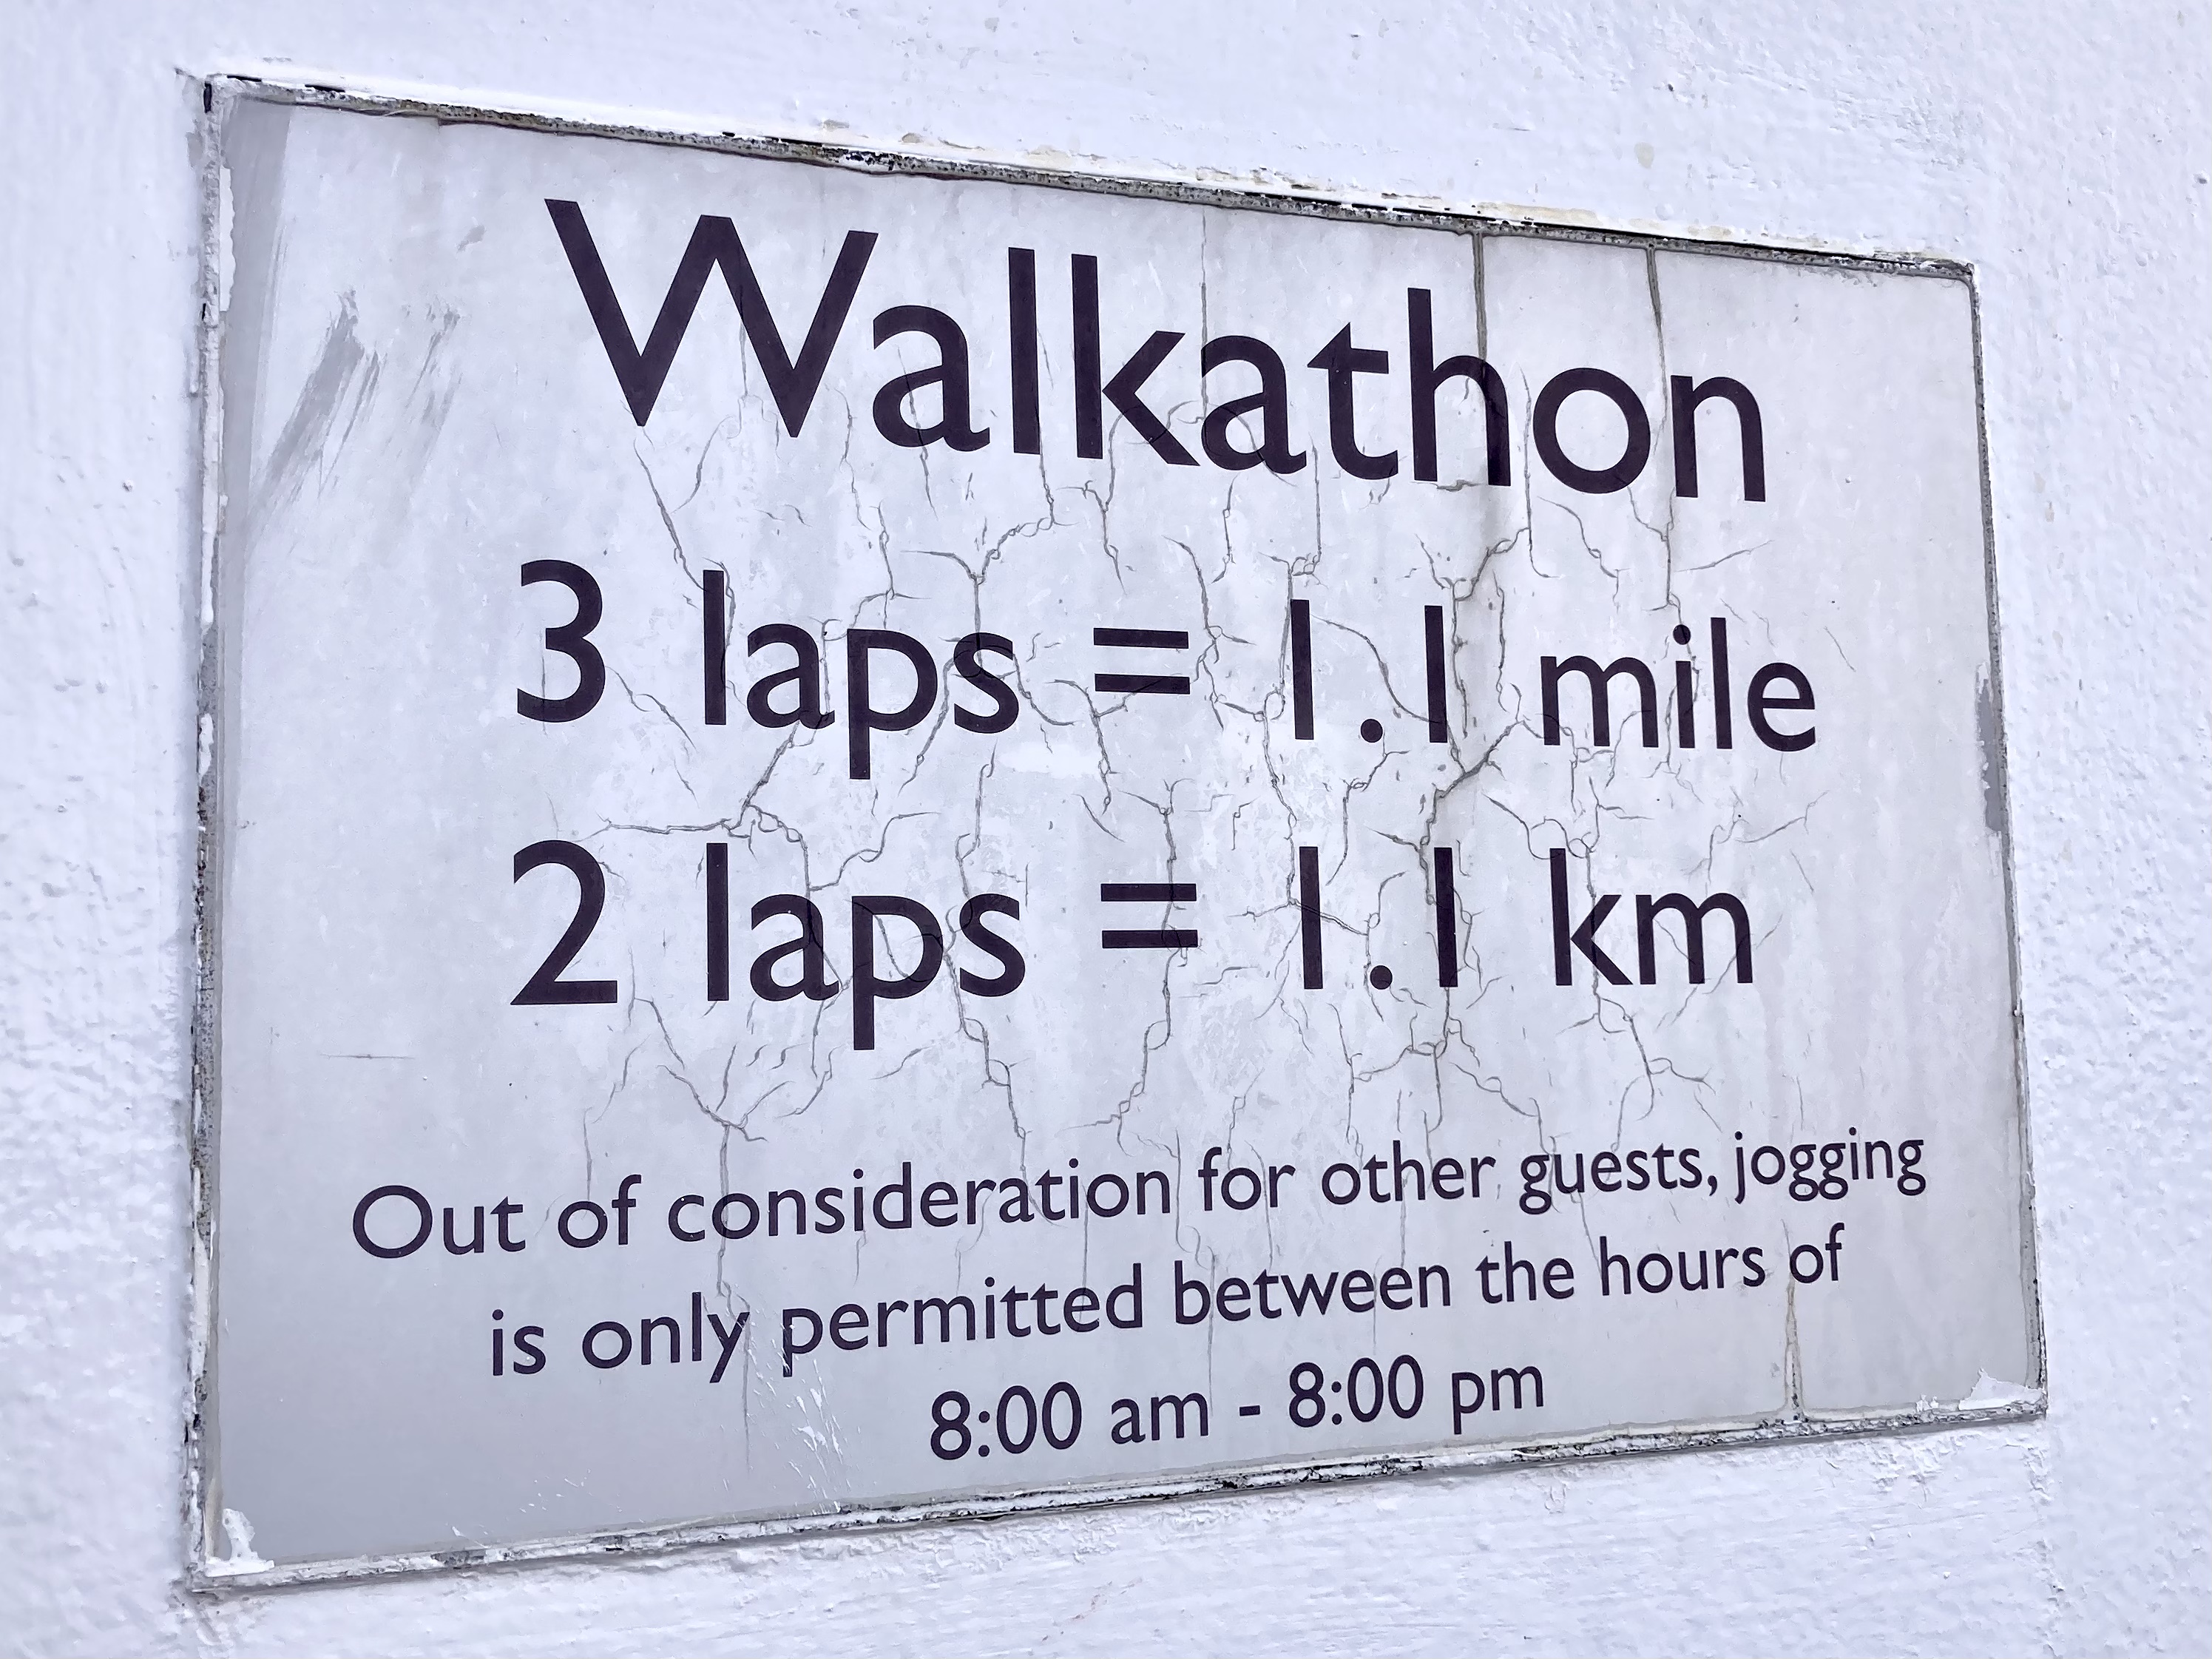 Walkathon
3 laps = 1.1 mile
2 laps = 1.1 km
Out of consideration for other guests, jogging
is only permitted between the hours of
8:00 am - 8:00 pm